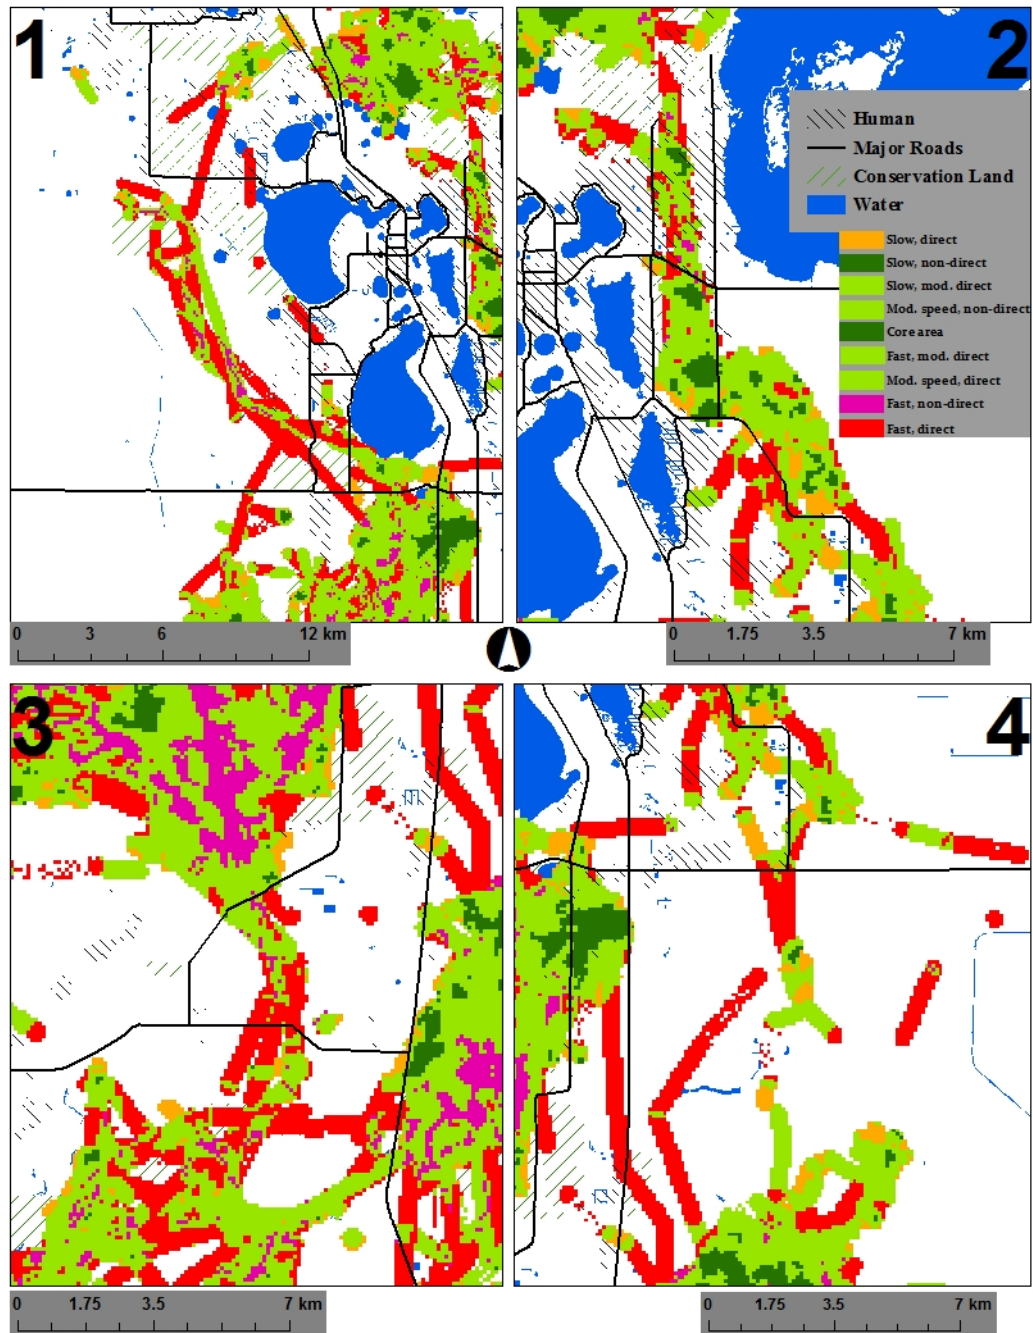 1
2
Human
Major Roads
Conservation Land
Water
Slow, direct
Slow, non-direct
Slow, mod. direct
Mod. speed, non-direct
Core area
Fast, mod. direct
Mod. speed, direct
Fast, non-direct
Fast, direct
0 3 6 12 km
0 1.75 3.5 7 km
3
4
0 1.75 3.5 7 km
0 1.75 3.5 7 km